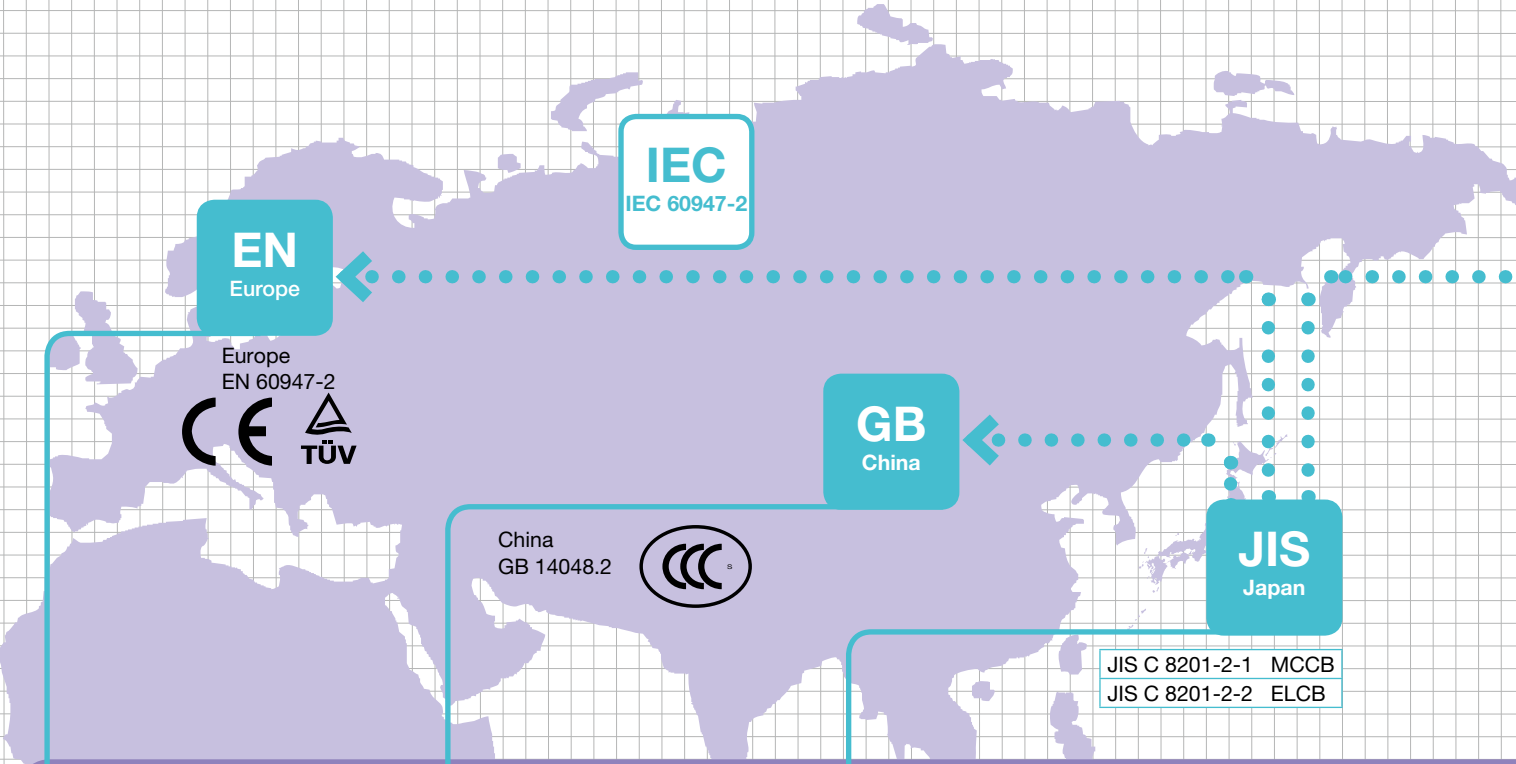 IEC
IEC 60947-2
EN
Europe
Europe
EN 60947-2
CE
TÜV
GB
China
China
GB 14048.2
CCC S
JIS
Japan
JIS C 8201-2-1 MCCB
JIS C 8201-2-2 ELCB